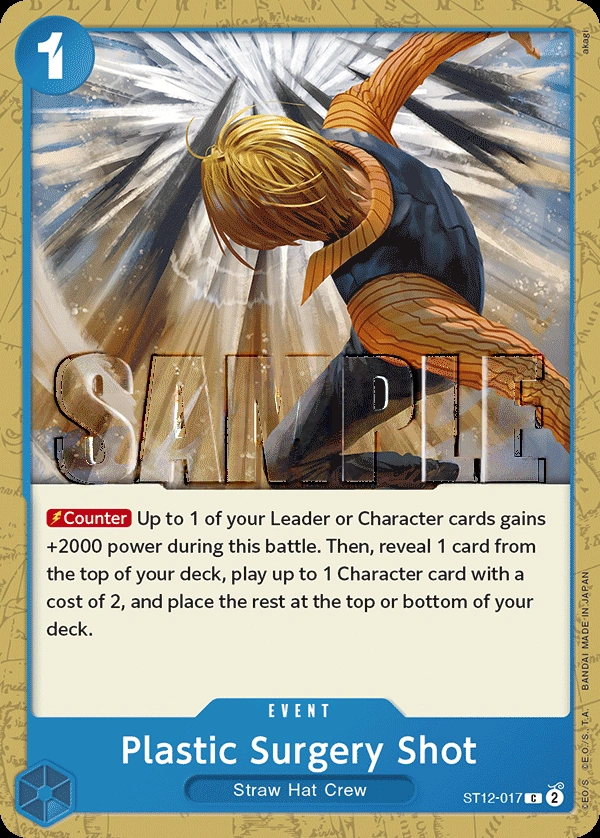 1
akagi
SAMPLE
Counter Up to 1 of your Leader or Character cards gains
+2000 power during this battle. Then, reveal 1 card from
the top of your deck, play up to 1 Character card with a
cost of 2, and place the rest at the top or bottom of your
deck.
©E.O./S. ©E.O./S.,T.A. BANDAI MADE IN JAPAN
EVENT
Plastic Surgery Shot
Straw Hat Crew
ST12-017 C 2